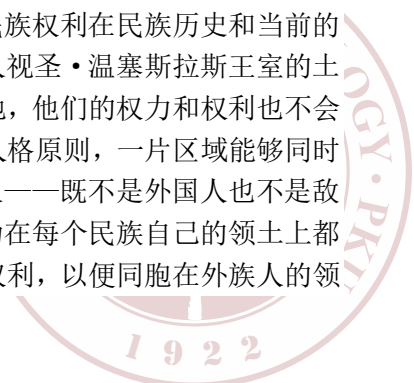 族权利在民族历史和当前的
视圣·温塞斯拉斯王室的土
,他们的权力和权利也不会
格原则,一片区域能够同时
——既不是外国人也不是敌
在每个民族自己的领土上都
利,以便同胞在外族人的领
OGY · PK
1922